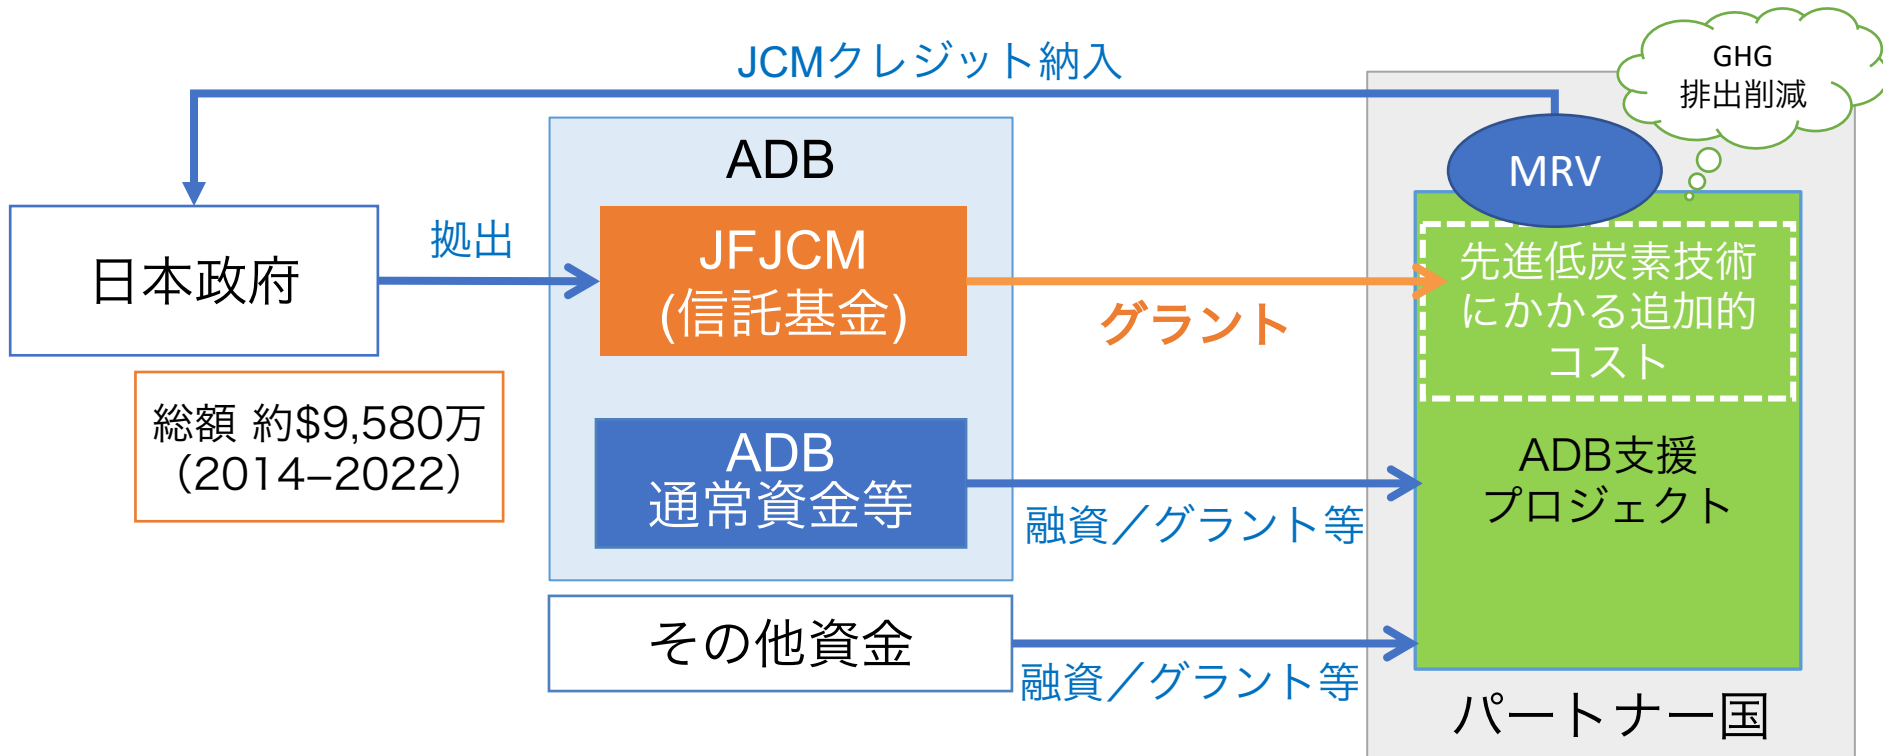 JCMクレジット納入
GHG
排出削減
ADB
MRV
日本政府
拠出
JFJCM
(信託基金)
グラント
先進低炭素技術
にかかる追加的
コスト
総額 約$9,580万
（2014–2022）
ADB
通常資金等
融資／グラント等
ADB支援
プロジェクト
その他資金
融資／グラント等
パートナー国